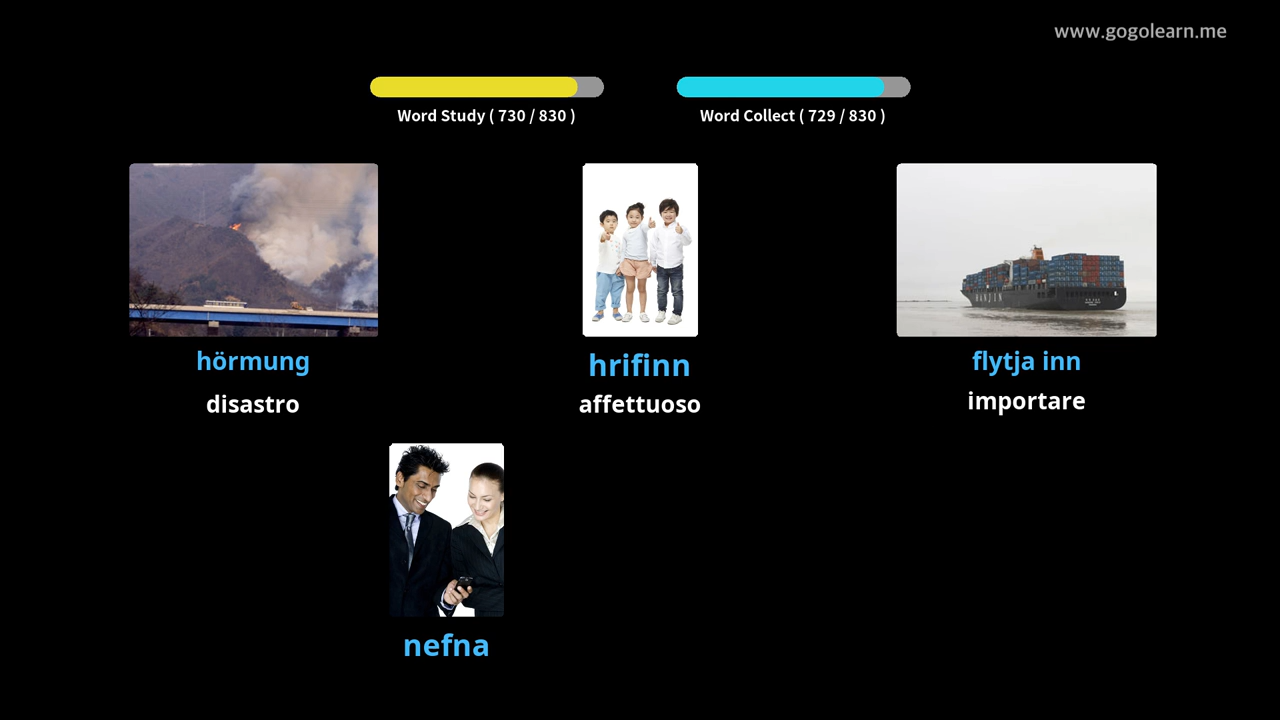 www.gogolearn.me
Word Study ( 730 / 830 )
Word Collect ( 729 / 830 )
HANJIN
hörmung
hrifinn
flytja inn
disastro
affettuoso
importare
nefna